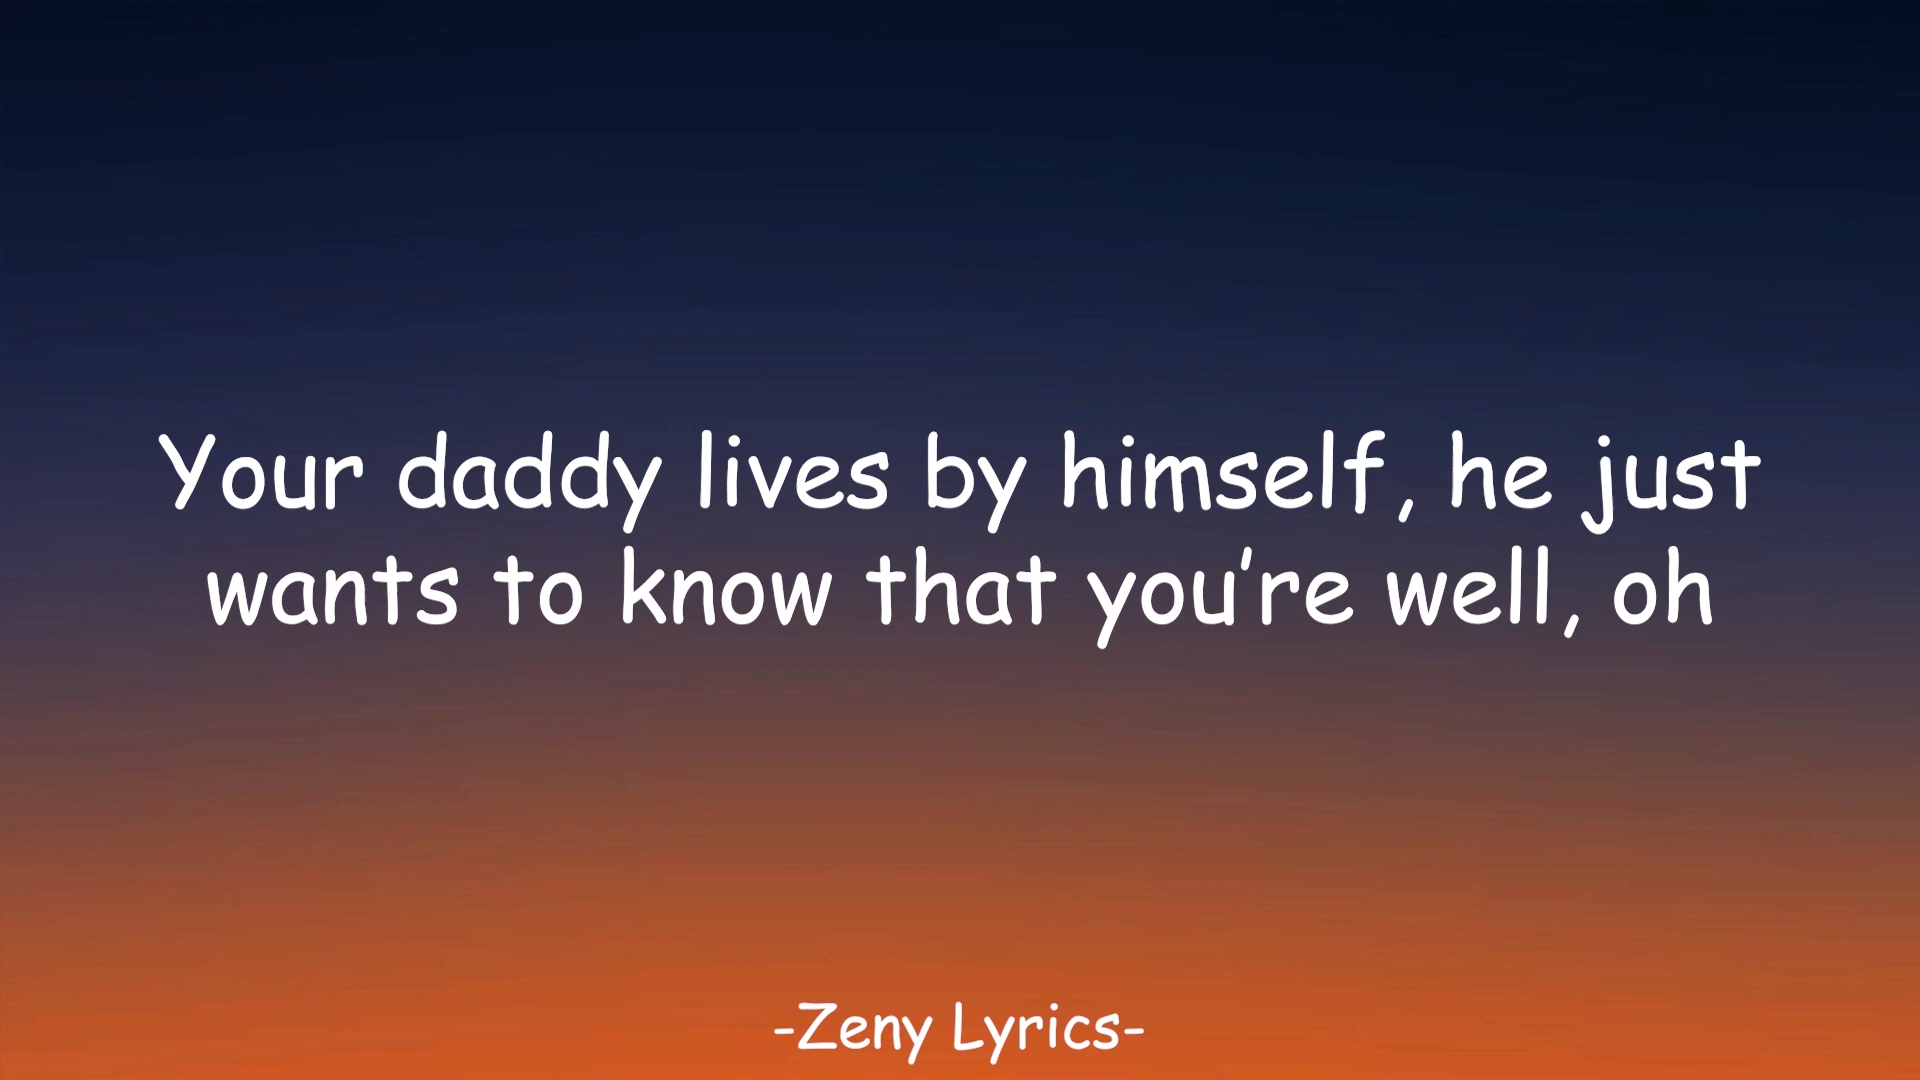 Your daddy lives by himself, he just
wants to know that you’re well, oh
-Zeny Lyrics-